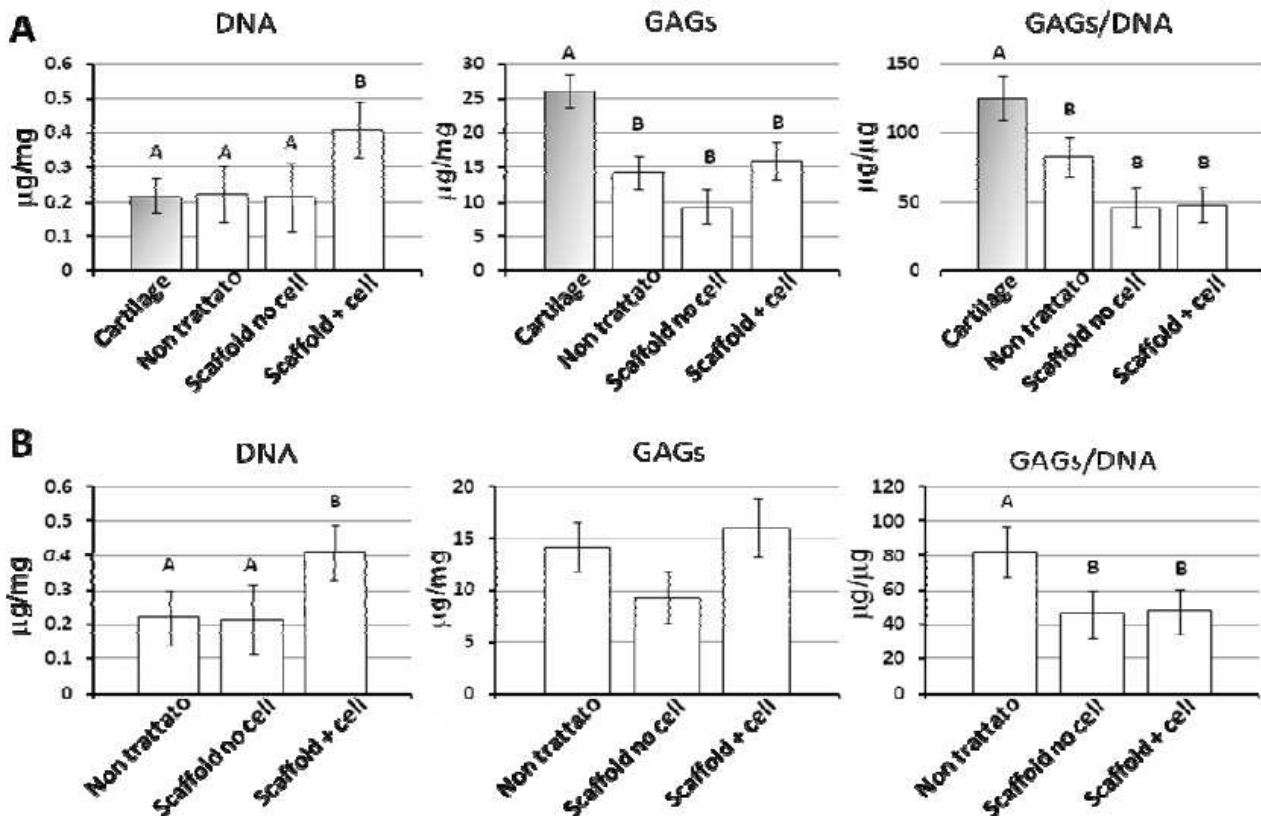 A
DNA
GAGs
GAGs/DNA
0.6
0.5
0.4
0.3
0.2
0.1
0
µg/mg
A
A
A
B
Cartilage
Non trattato
Scaffold no cell
Scaffold + cell
30
25
20
15
10
5
0
µg/mg
A
B
B
B
Cartilage
Non trattato
Scaffold no cell
Scaffold + cell
150
100
50
0
µg/µg
A
B
B
B
Cartilage
Non trattato
Scaffold no cell
Scaffold + cell
B
DNA
GAGs
GAGs/DNA
0.6
0.5
0.4
0.3
0.2
0.1
0
µg/mg
A
A
B
Non trattato
Scaffold no cell
Scaffold + cell
20
15
10
5
0
µg/mg
Non trattato
Scaffold no cell
Scaffold + cell
120
100
80
60
40
20
0
µg/µg
A
B
B
Non trattato
Scaffold no cell
Scaffold + cell